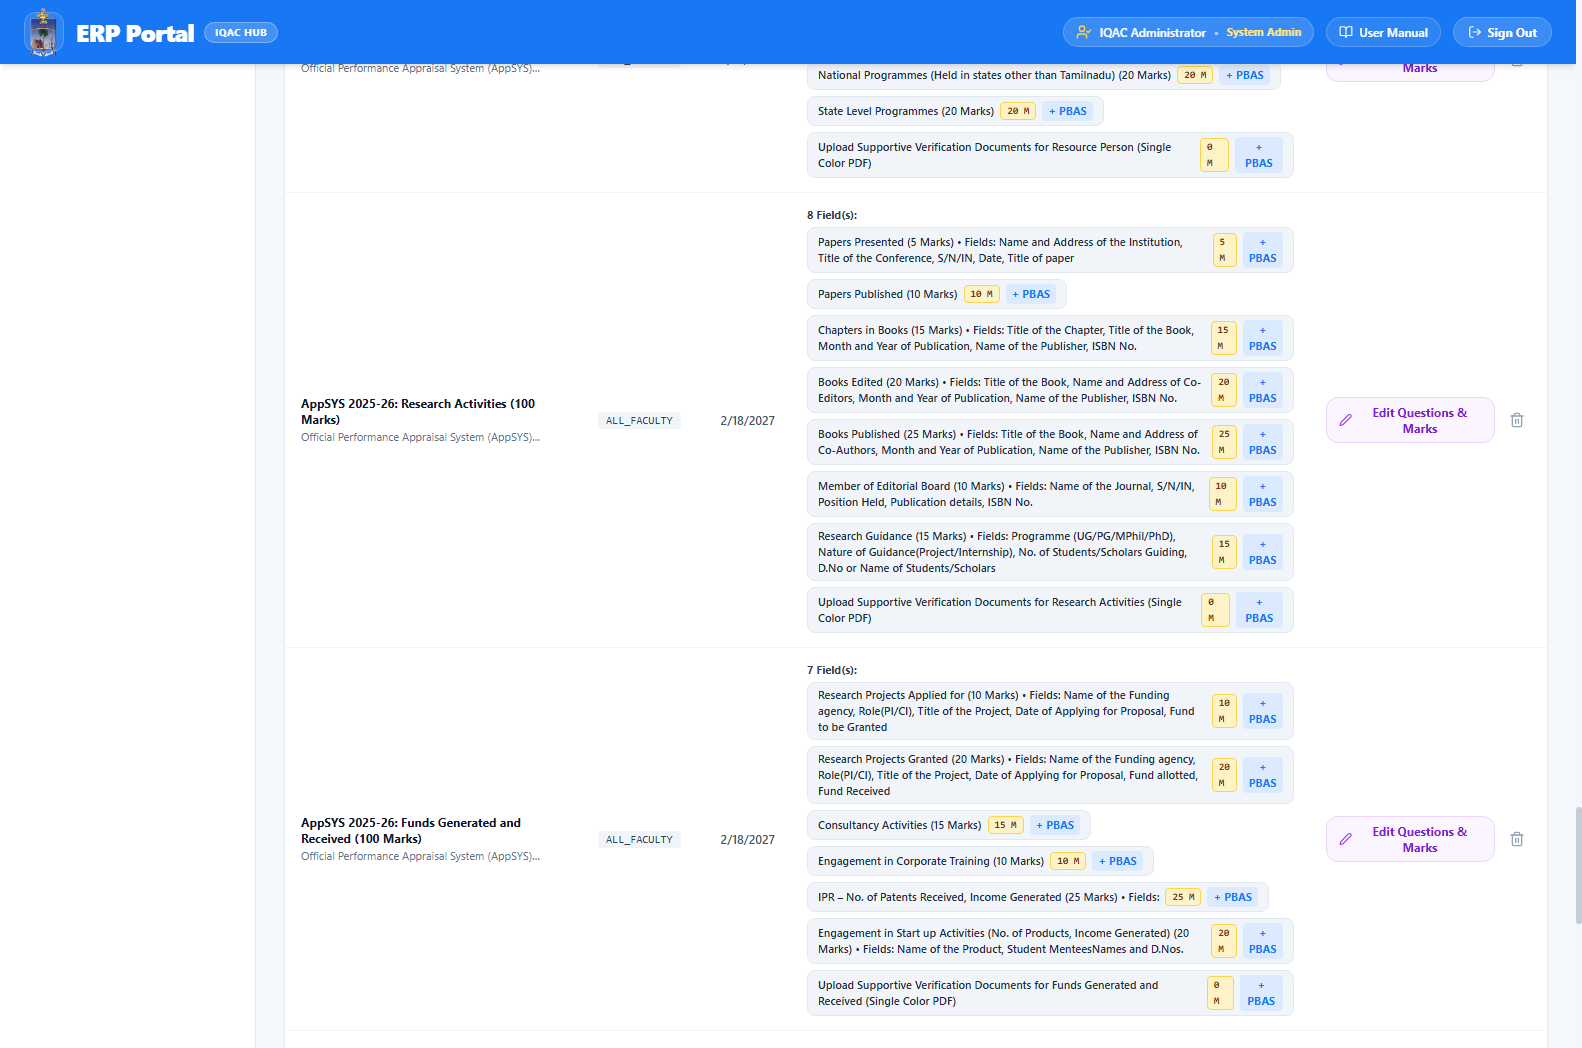 ERP Portal
IQAC HUB
IQAC Administrator • System Admin
User Manual
Sign Out
Official Performance Appraisal System (AppSYS)...
National Programmes (Held in states other than Tamilnadu) (20 Marks) 20 M + PBAS
Marks
State Level Programmes (20 Marks) 20 M + PBAS
Upload Supportive Verification Documents for Resource Person (Single
Color PDF)
0 M
+ PBAS
8 Field(s):
Papers Presented (5 Marks) • Fields: Name and Address of the Institution,
Title of the Conference, S/N/IN, Date, Title of paper
5 M
+ PBAS
Papers Published (10 Marks) 10 M + PBAS
Chapters in Books (15 Marks) • Fields: Title of the Chapter, Title of the Book,
Month and Year of Publication, Name of the Publisher, ISBN No.
15 M
+ PBAS
Books Edited (20 Marks) • Fields: Title of the Book, Name and Address of Co-
Editors, Month and Year of Publication, Name of the Publisher, ISBN No.
20 M
+ PBAS
AppSYS 2025-26: Research Activities (100
Marks)
Official Performance Appraisal System (AppSYS)...
ALL_FACULTY
2/18/2027
Books Published (25 Marks) • Fields: Title of the Book, Name and Address of
Co-Authors, Month and Year of Publication, Name of the Publisher, ISBN No.
25 M
+ PBAS
Edit Questions &
Marks
Member of Editorial Board (10 Marks) • Fields: Name of the Journal, S/N/IN,
Position Held, Publication details, ISBN No.
10 M
+ PBAS
Research Guidance (15 Marks) • Fields: Programme (UG/PG/MPhil/PhD),
Nature of Guidance(Project/Internship), No. of Students/Scholars Guiding,
D.No or Name of Students/Scholars
15 M
+ PBAS
Upload Supportive Verification Documents for Research Activities (Single
Color PDF)
0 M
+ PBAS
7 Field(s):
Research Projects Applied for (10 Marks) • Fields: Name of the Funding
agency, Role(PI/CI), Title of the Project, Date of Applying for Proposal, Fund
to be Granted
10 M
+ PBAS
Research Projects Granted (20 Marks) • Fields: Name of the Funding agency,
Role(PI/CI), Title of the Project, Date of Applying for Proposal, Fund allotted,
Fund Received
20 M
+ PBAS
Consultancy Activities (15 Marks) 15 M + PBAS
AppSYS 2025-26: Funds Generated and
Received (100 Marks)
Official Performance Appraisal System (AppSYS)...
ALL_FACULTY
2/18/2027
Engagement in Corporate Training (10 Marks) 10 M + PBAS
Edit Questions &
Marks
IPR – No. of Patents Received, Income Generated (25 Marks) • Fields: 25 M + PBAS
Engagement in Start up Activities (No. of Products, Income Generated) (20
Marks) • Fields: Name of the Product, Student MenteesNames and D.Nos.
20 M
+ PBAS
Upload Supportive Verification Documents for Funds Generated and
Received (Single Color PDF)
0 M
+ PBAS